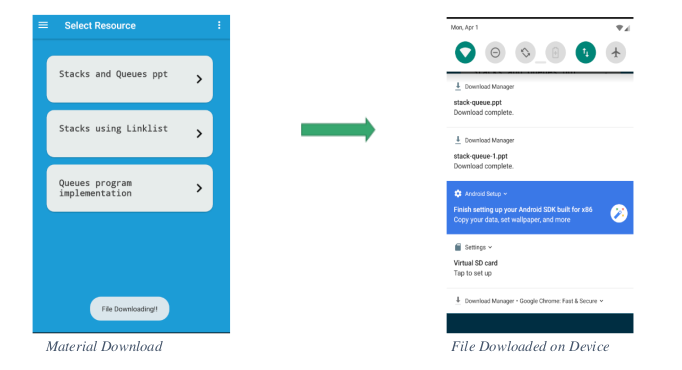 Select Resource
Stacks and Queues ppt
Stacks using Linklist
Queues program
implementation
File Downloading!!
Material Download
Mon, Apr 1
Download Manager
stack-queue.ppt
Download complete.
Download Manager
stack-queue-1.ppt
Download complete.
Android Setup
Finish setting up your Android SDK built for x86
Copy your data, set wallpaper, and more
Settings
Virtual SD card
Tap to set up
Download Manager • Google Chrome: Fast & Secure
File Dowloaded on Device